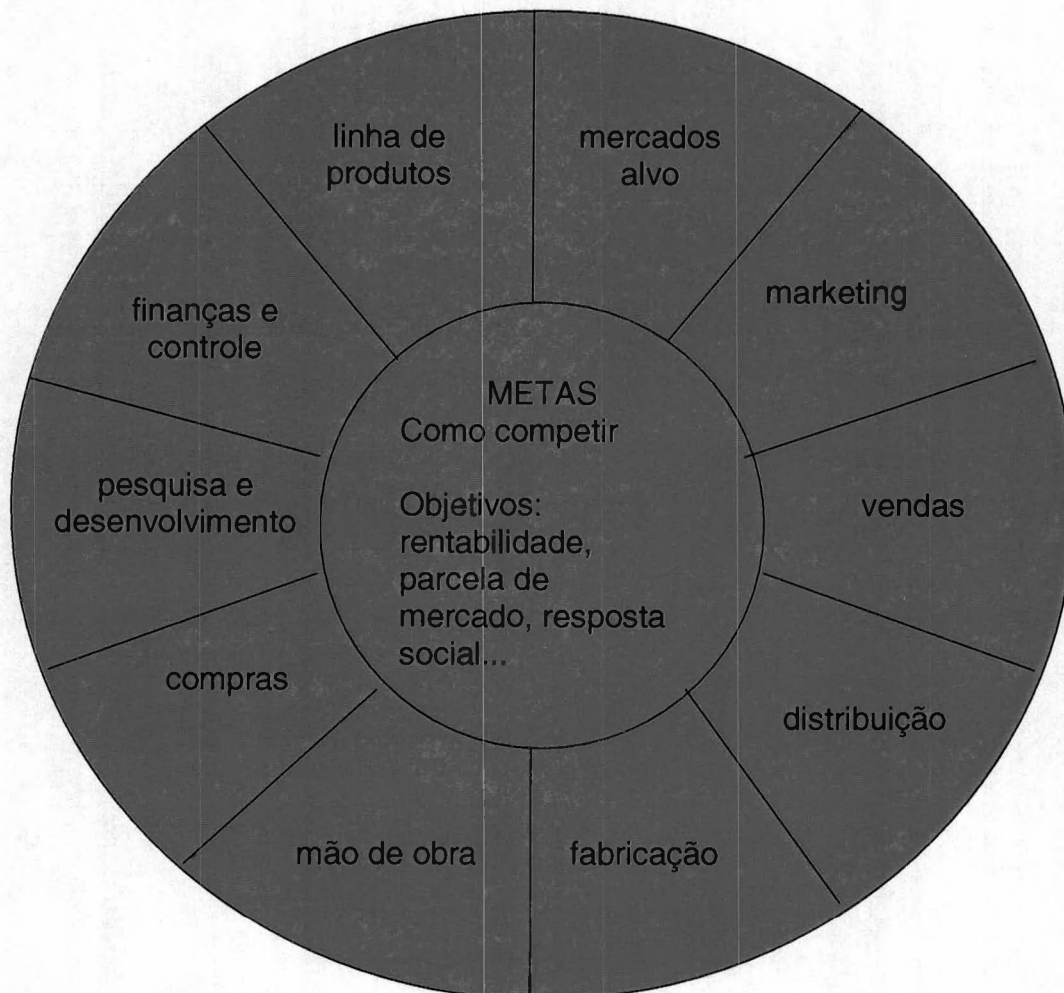 linha de
produtos
mercados
alvo
marketing
vendas
distribuição
fabricação
mão de obra
compras
pesquisa e
desenvolvimento
finanças e
controle
METAS
Como competir
Objetivos:
rentabilidade,
parcela de
mercado, resposta
social...